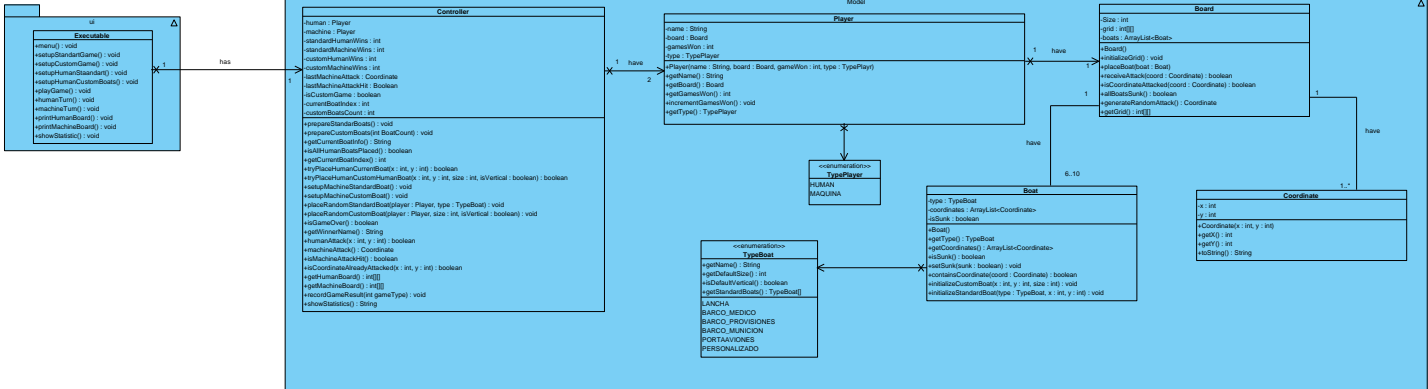 ui
Executable
+menu() : void
+setupStandartGame() : void
+setupCustomGame() : void
+setupHumanStaandart() : void
+setupHumanCustomBoats() : void
+playGame() : void
+humanTurn() : void
+machineTurn() : void
+printHumanBoard() : void
+printMachineBoard() : void
+showStatistic() : void
1
has
1
Model
Controller
-human : Player
-machine : Player
-standardHumanWins : int
-standardMachineWins : int
-customHumanWins : int
-customMachineWins : int
-lastMachineAttack : Coordinate
-lastMachineAttackHit : Boolean
-isCustomGame : boolean
-currentBoatIndex : int
-customBoatsCount : int
+prepareStandarBoats() : void
+prepareCustomBoats(int BoatCount) : void
+getCurrentBoatInfo() : String
+isAllHumanBoatsPlaced() : boolean
+getCurrentBoatIndex() : int
+tryPlaceHumanCurrentBoat(x : int, y : int) : boolean
+tryPlaceHumanCustomHumanBoat(x : int, y : int, size : int, isVertical : boolean) : boolean
+setupMachineStandardBoat() : void
+setupMachineCustomBoat() : void
+placeRandomStandardBoat(player : Player, type : TypeBoat) : void
+placeRandomCustomBoat(player : Player, size : int, isVertical : boolean) : void
+isGameOver() : boolean
+getWinnerName() : String
+humanAttack(x : int, y : int) : boolean
+machineAttack() : Coordinate
+isMachineAttackHit() : boolean
+isCoordinateAlreadyAttacked(x : int, y : int) : boolean
+getHumanBoard() : int[][]
+getMachineBoard() : int[][]
+recordGameResult(int gameType) : void
+showStatistics() : String
1
have
2
Player
-name : String
-board : Board
-gamesWon : int
-type : TypePlayer
+Player(name : String, board : Board, gameWon : int, type : TypePlayr)
+getName() : String
+getBoard() : Board
+getGamesWon() : int
+incrementGamesWon() : void
+getType() : TypePlayer
1
have
1
Board
-Size : int
-grid : int[][]
-boats : ArrayList<Boat>
+Board()
+initializeGrid() : void
+placeBoat(boat : Boat)
+receiveAttack(coord : Coordinate) : boolean
+isCoordinateAttacked(coord : Coordinate) : boolean
+allBoatsSunk() : boolean
+generateRandomAttack() : Coordinate
+getGrid() : int[][]
1
have
6..10
1
have
1..*
<<enumeration>>
TypePlayer
HUMAN
MAQUINA
Boat
-type : TypeBoat
-coordinates : ArrayList<Coordinate>
-isSunk : boolean
+Boat()
+getType() : TypeBoat
+getCoordinates() : ArrayList<Coordinate>
+isSunk() : boolean
+setSunk(sunk : boolean) : void
+containsCoordinate(coord : Coordinate) : boolean
+initializeCustomBoat(x : int, y : int, size : int) : void
+initializeStandardBoat(type : TypeBoat, x : int, y : int) : void
Coordinate
-x : int
-y : int
+Coordinate(x : int, y : int)
+getX() : int
+getY() : int
+toString() : String
<<enumeration>>
TypeBoat
+getName() : String
+getDefaultSize() : int
+isDefaultVertical() : boolean
+getStandardBoats() : TypeBoat[]
LANCHA
BARCO_MEDICO
BARCO_PROVISIONES
BARCO_MUNICION
PORTAAVIONES
PERSONALIZADO